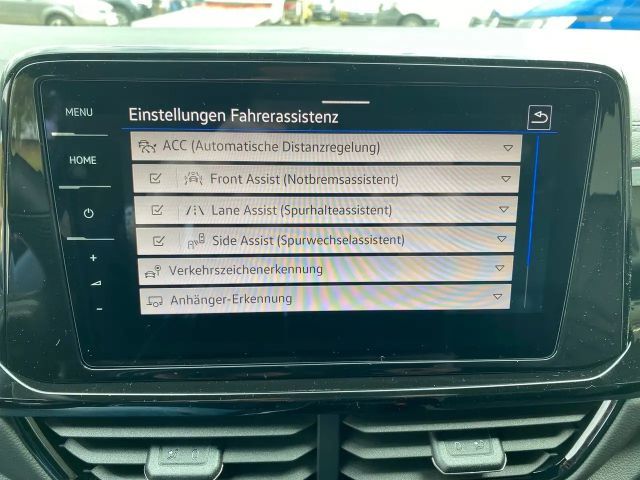 MENU
Einstellungen Fahrerassistenz
ACC (Automatische Distanzregelung)
HOME
Front Assist (Notbremsassistent)
Lane Assist (Spurhalteassistent)
Side Assist (Spurwechselassistent)
+
Verkehrszeichenerkennung
Anhänger-Erkennung
-